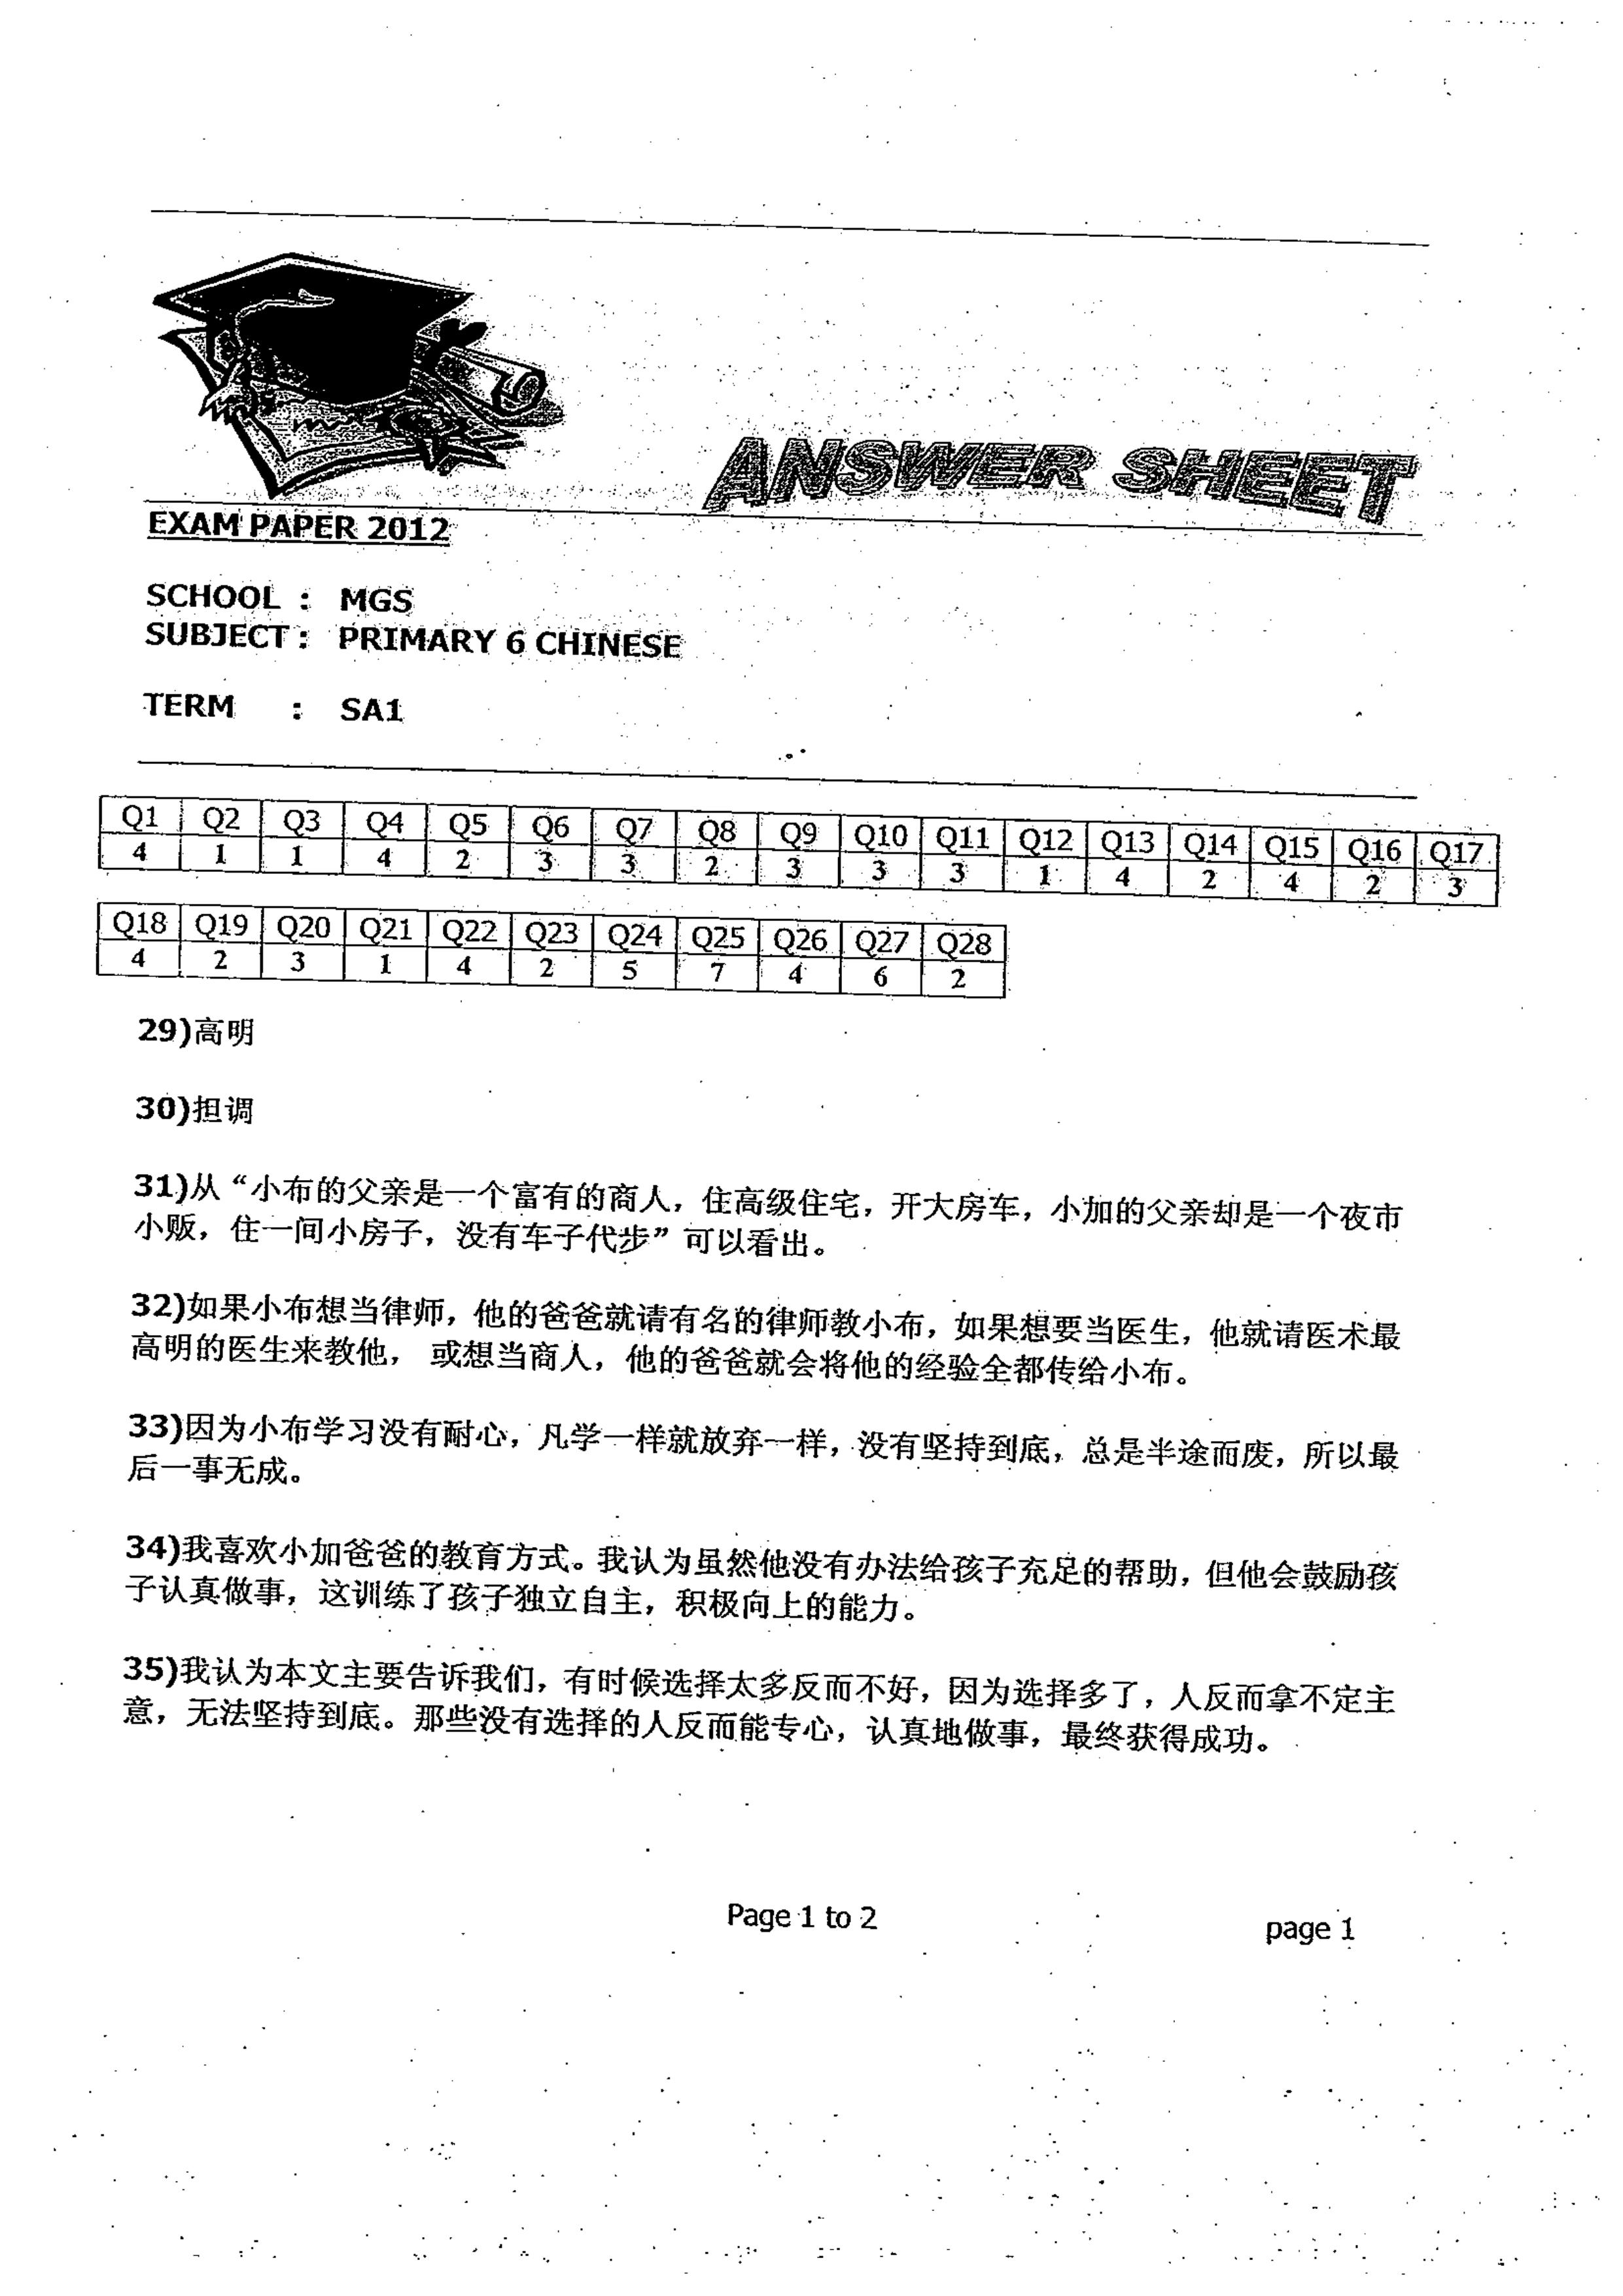 ANSWER SHEET
EXAM PAPER 2012
SCHOOL : MGS
SUBJECT : PRIMARY 6 CHINESE
TERM : SA1
Q1 Q2 Q3 Q4 Q5 Q6 Q7 Q8 Q9 Q10 Q11 Q12 Q13 Q14 Q15 Q16 Q17
4 1 1 4 2 3 3 2 3 3 3 1 4 2 4 2 3
Q18 Q19 Q20 Q21 Q22 Q23 Q24 Q25 Q26 Q27 Q28
4 2 3 1 4 2 5 7 4 6 2
29)高明
30)担调
31)从“小布的父亲是一个富有的商人，住高级住宅，开大房车，小加的父亲却是一个夜市
小贩，住一间小房子，没有车子代步”可以看出。
32)如果小布想当律师，他的爸爸就请有名的律师教小布，如果想要当医生，他就请医术最
高明的医生来教他， 或想当商人，他的爸爸就会将他的经验全都传给小布。
33)因为小布学习没有耐心，凡学一样就放弃一样，没有坚持到底，总是半途而废，所以最
后一事无成。
34)我喜欢小加爸爸的教育方式。我认为虽然他没有办法给孩子充足的帮助，但他会鼓励孩
子认真做事，这训练了孩子独立自主，积极向上的能力。
35)我认为本文主要告诉我们，有时候选择太多反而不好，因为选择多了，人反而拿不定主
意，无法坚持到底。那些没有选择的人反而能专心，认真地做事，最终获得成功。
Page 1 to 2
page 1